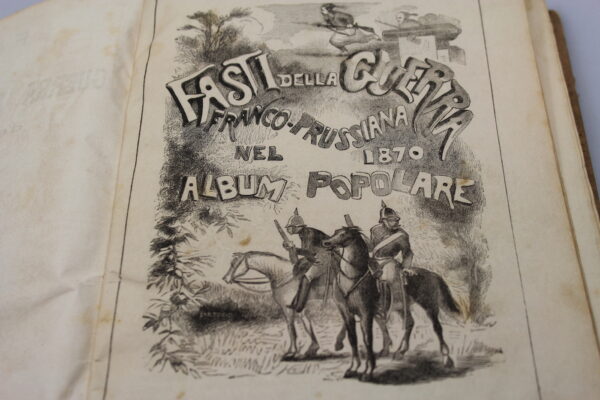 FASTI DELLA GUERRA
FRANCO-PRUSSIANA
NEL 1870
ALBUM POPOLARE